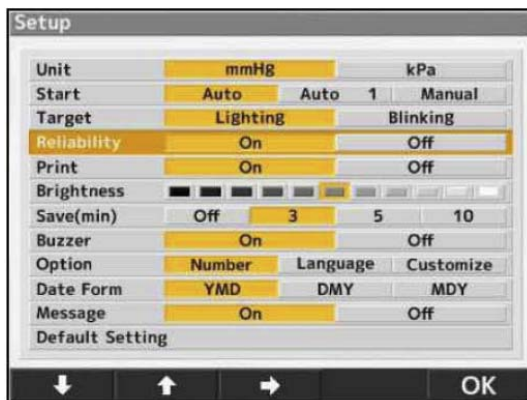 Setup
Unit mmHg kPa
Start Auto Auto 1 Manual
Target Lighting Blinking
Reliability On Off
Print On Off
Brightness
Save(min) Off 3 5 10
Buzzer On Off
Option Number Language Customize
Date Form YMD DMY MDY
Message On Off
Default Setting
OK